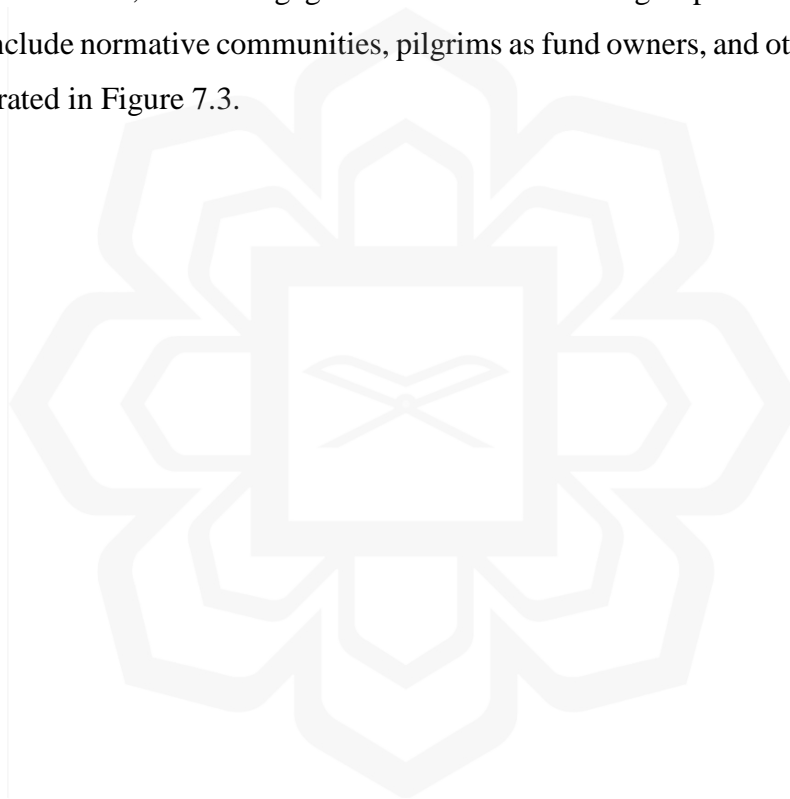 nclude normative communities, pilgrims as fund owners, and ot
rated in Figure 7.3.